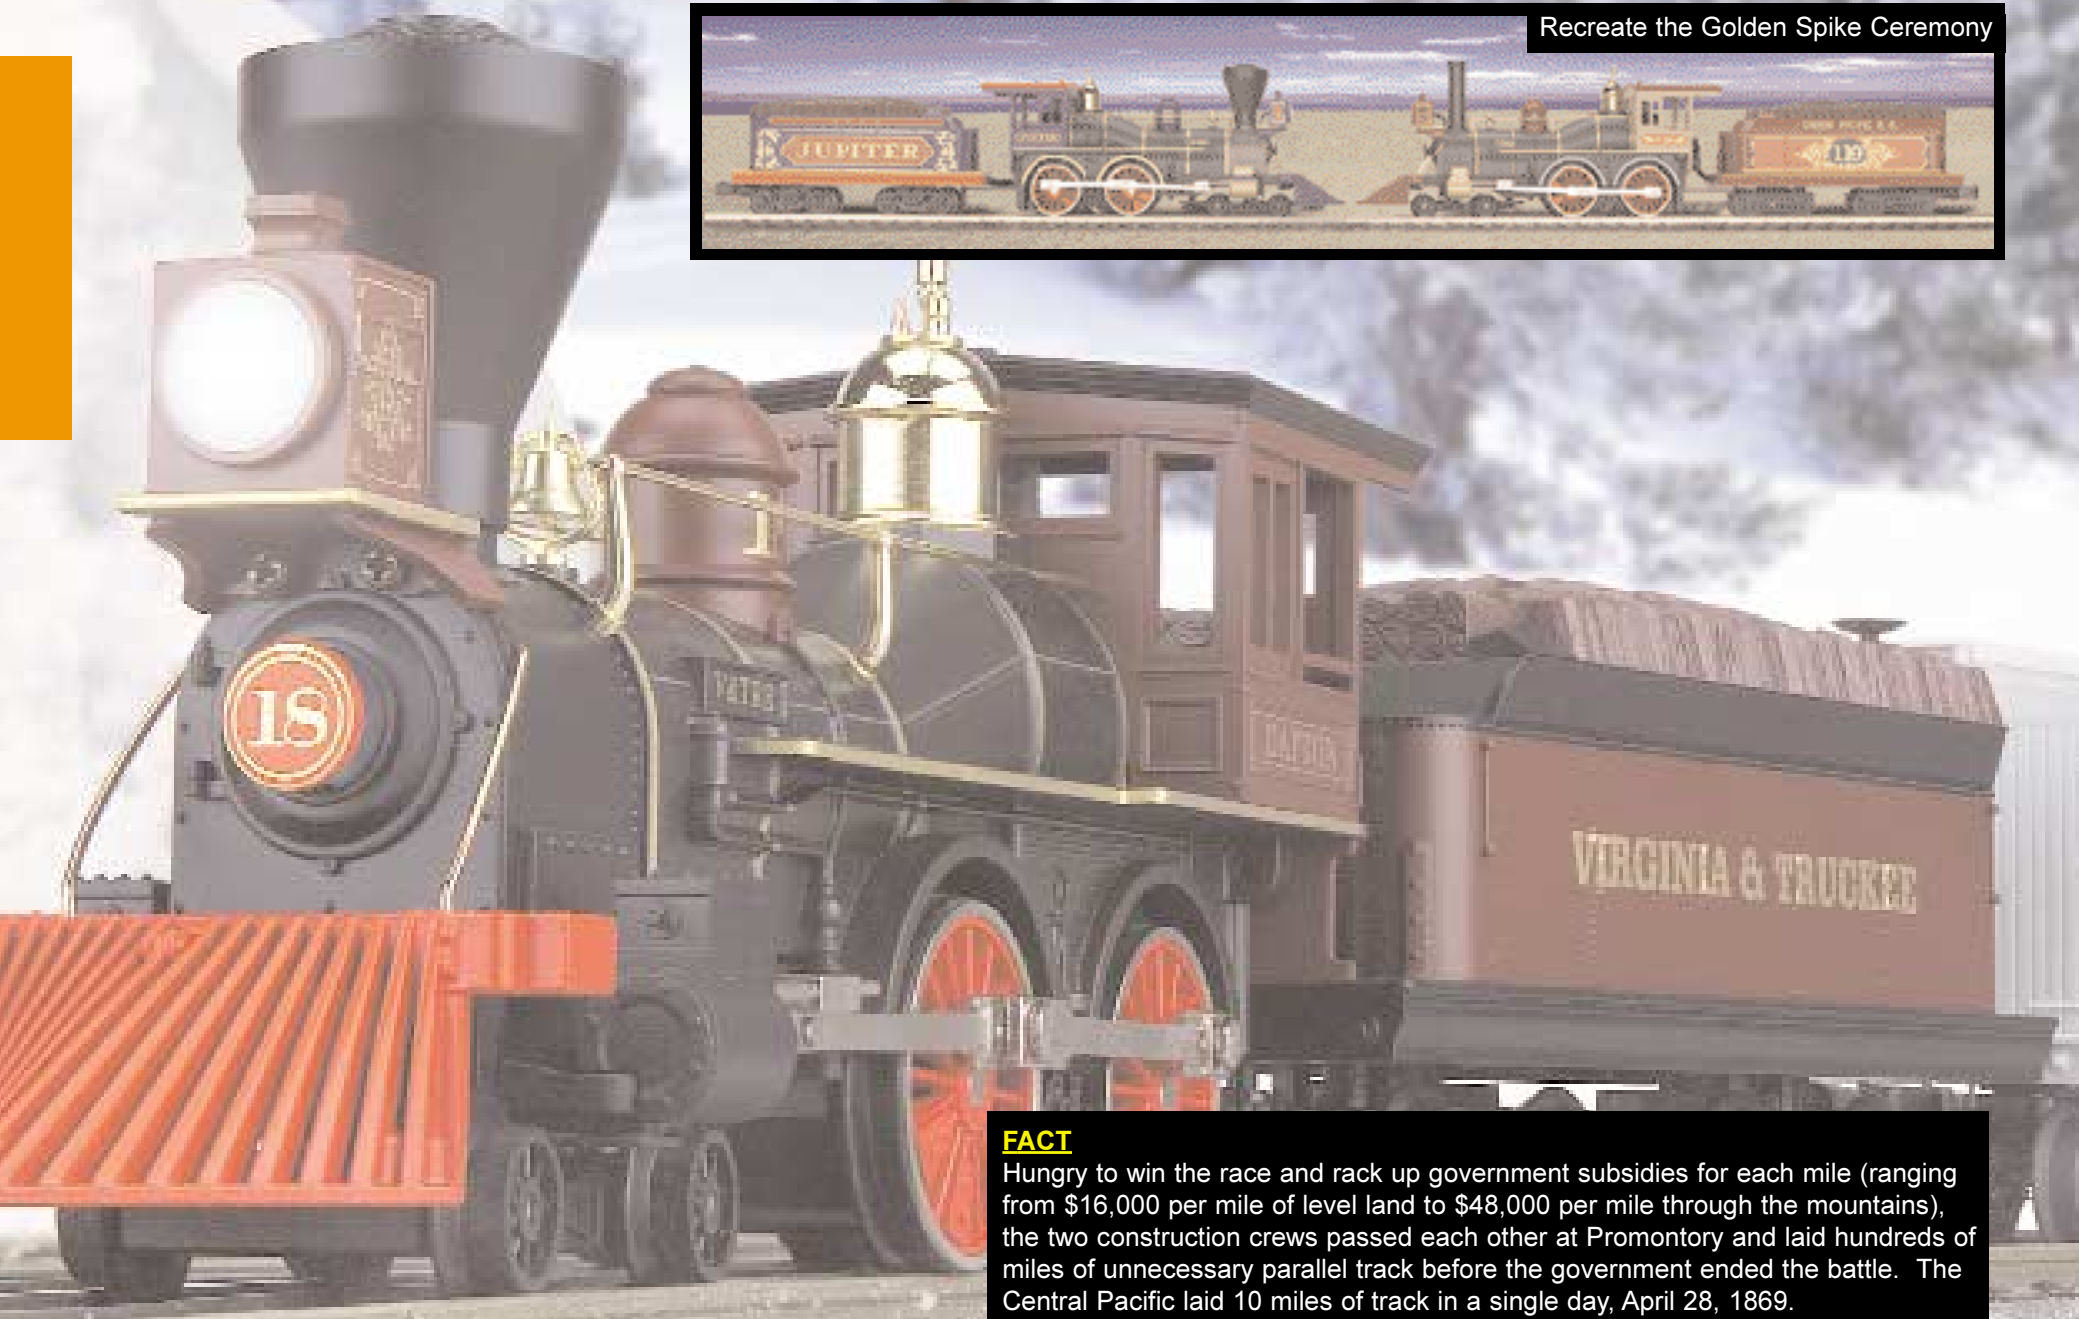 Recreate the Golden Spike Ceremony
JUPITER
119
18
VIRGINIA & TRUCKEE
FACT
Hungry to win the race and rack up government subsidies for each mile (ranging
from $16,000 per mile of level land to $48,000 per mile through the mountains),
the two construction crews passed each other at Promontory and laid hundreds of
miles of unnecessary parallel track before the government ended the battle.  The
Central Pacific laid 10 miles of track in a single day, April 28, 1869.